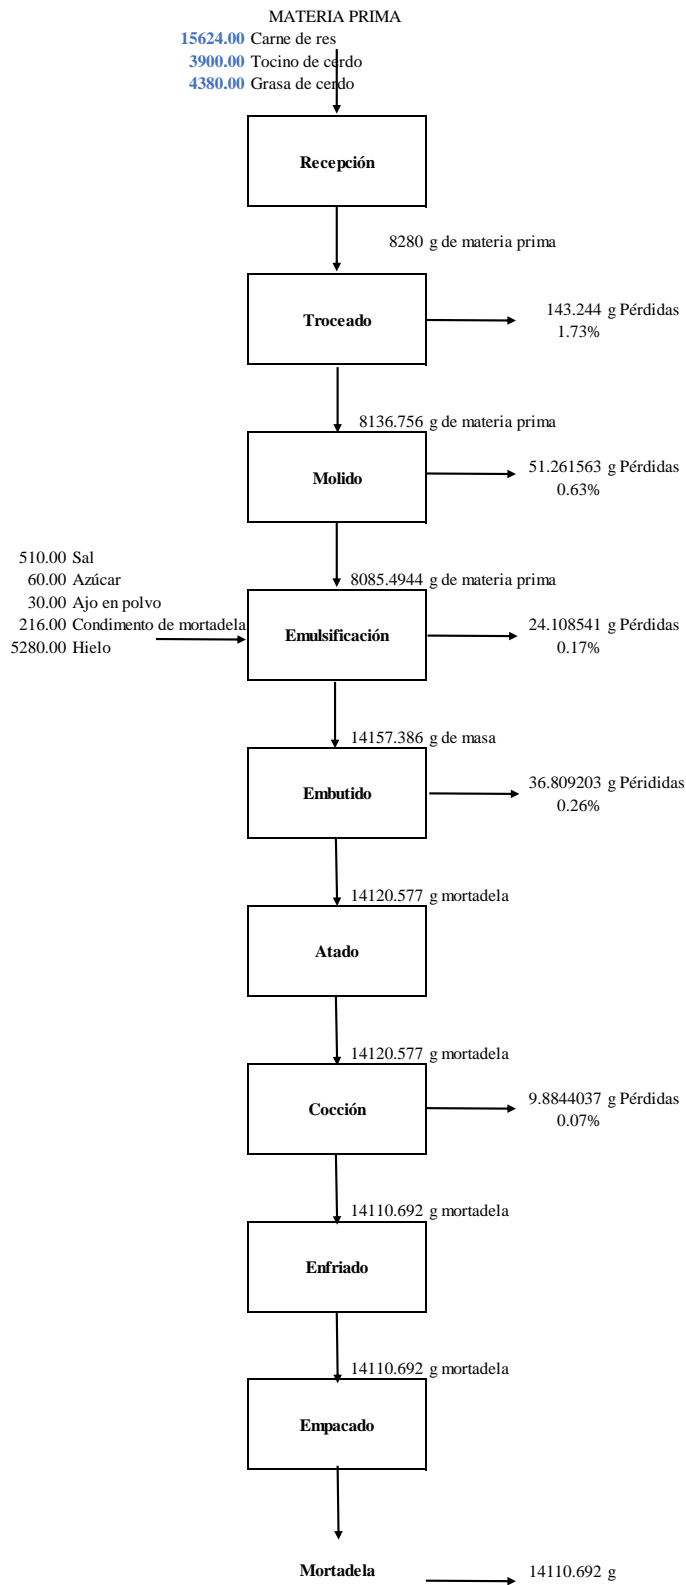 MATERIA PRIMA
15624.00 Carne de res
3900.00 Tocino de cerdo
4380.00 Grasa de cerdo
Recepción
8280 g de materia prima
Troceado
143.244 g Pérdidas
1.73%
8136.756 g de materia prima
Molido
51.261563 g Pérdidas
0.63%
510.00 Sal
60.00 Azúcar
30.00 Ajo en polvo
216.00 Condimento de mortadela
5280.00 Hielo
8085.4944 g de materia prima
Emulsificación
24.108541 g Pérdidas
0.17%
14157.386 g de masa
Embutido
36.809203 g Périditas
0.26%
14120.577 g mortadela
Atado
14120.577 g mortadela
Cocción
9.8844037 g Pérdidas
0.07%
14110.692 g mortadela
Enfriado
14110.692 g mortadela
Empacado
Mortadela
14110.692 g